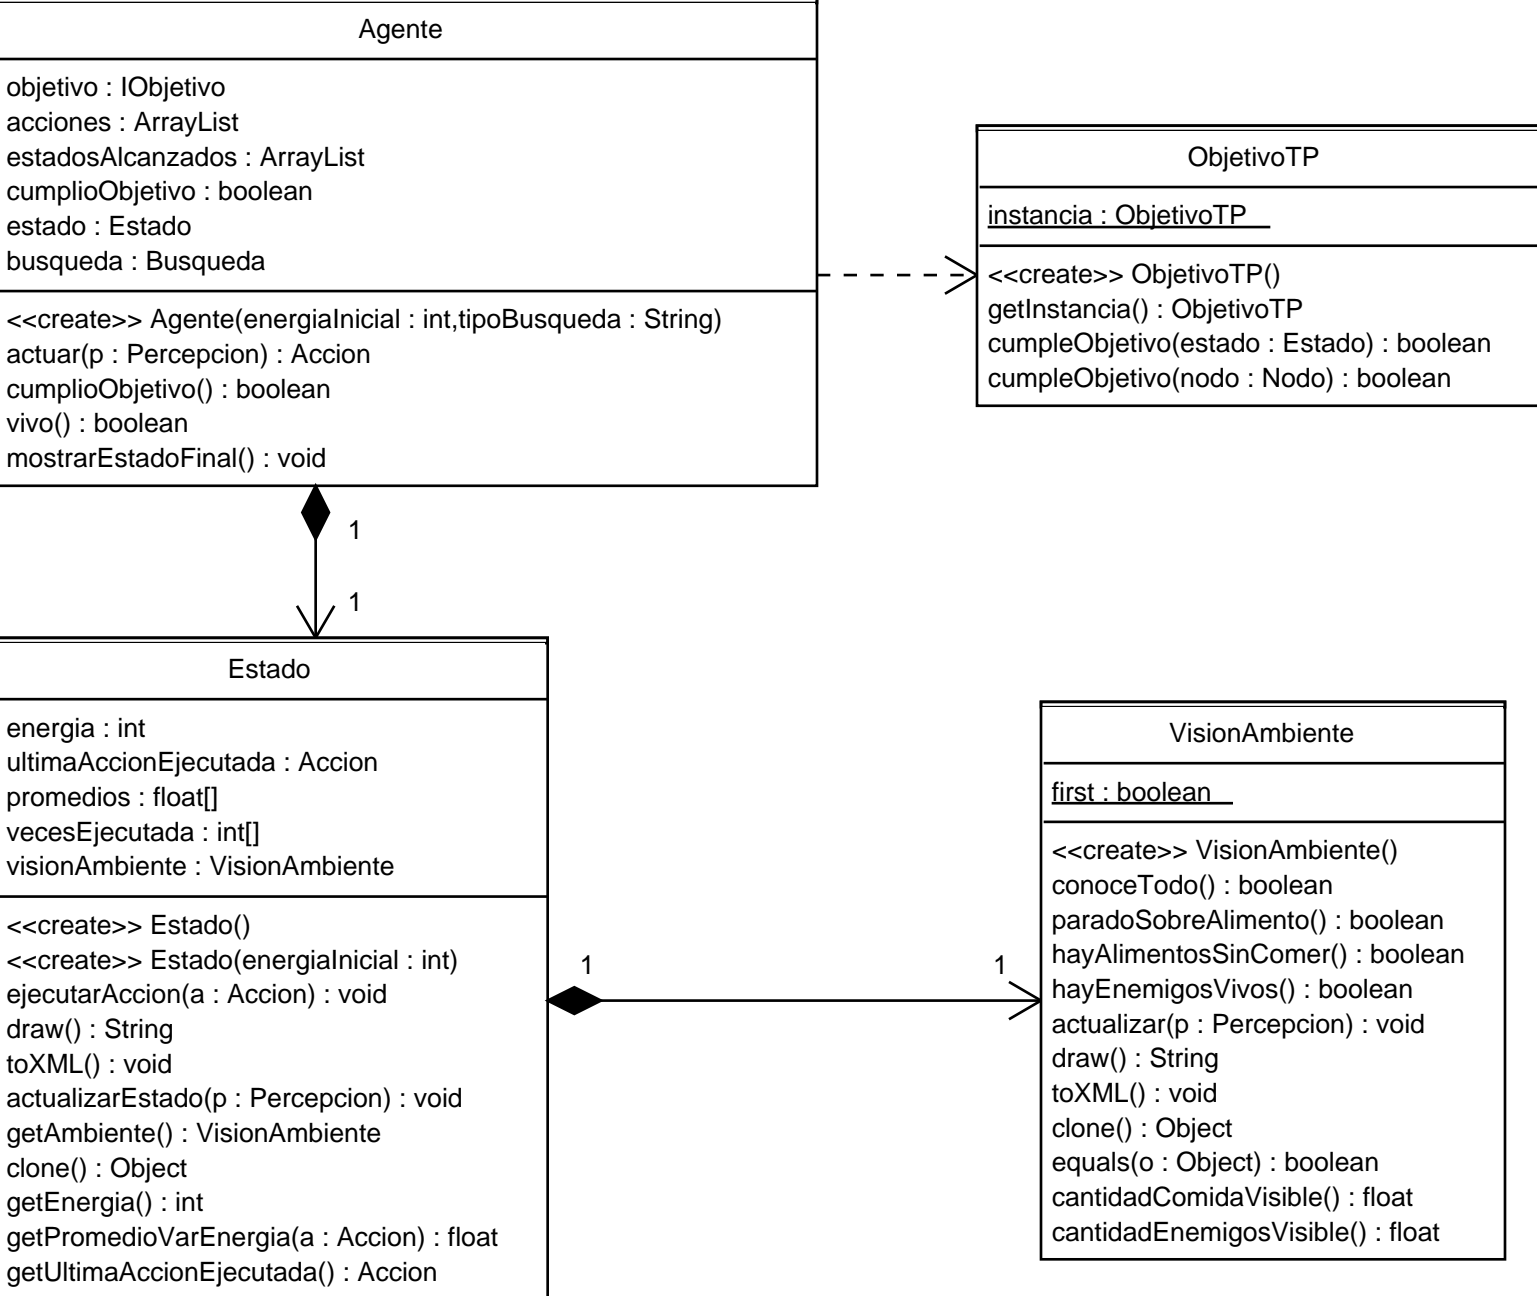 Agente
objetivo : IObjetivo
acciones : ArrayList
estadosAlcanzados : ArrayList
cumplioObjetivo : boolean
estado : Estado
busqueda : Busqueda
<<create>> Agente(energiaInicial : int,tipoBusqueda : String)
actuar(p : Percepcion) : Accion
cumplioObjetivo() : boolean
vivo() : boolean
mostrarEstadoFinal() : void
ObjetivoTP
instancia : ObjetivoTP
<<create>> ObjetivoTP()
getInstancia() : ObjetivoTP
cumpleObjetivo(estado : Estado) : boolean
cumpleObjetivo(nodo : Nodo) : boolean
1
1
Estado
energia : int
ultimaAccionEjecutada : Accion
promedios : float[]
vecesEjecutada : int[]
visionAmbiente : VisionAmbiente
<<create>> Estado()
<<create>> Estado(energiaInicial : int)
ejecutarAccion(a : Accion) : void
draw() : String
toXML() : void
actualizarEstado(p : Percepcion) : void
getAmbiente() : VisionAmbiente
clone() : Object
getEnergia() : int
getPromedioVarEnergia(a : Accion) : float
getUltimaAccionEjecutada() : Accion
1
1
VisionAmbiente
first : boolean
<<create>> VisionAmbiente()
conoceTodo() : boolean
paradoSobreAlimento() : boolean
hayAlimentosSinComer() : boolean
hayEnemigosVivos() : boolean
actualizar(p : Percepcion) : void
draw() : String
toXML() : void
clone() : Object
equals(o : Object) : boolean
cantidadComidaVisible() : float
cantidadEnemigosVisible() : float